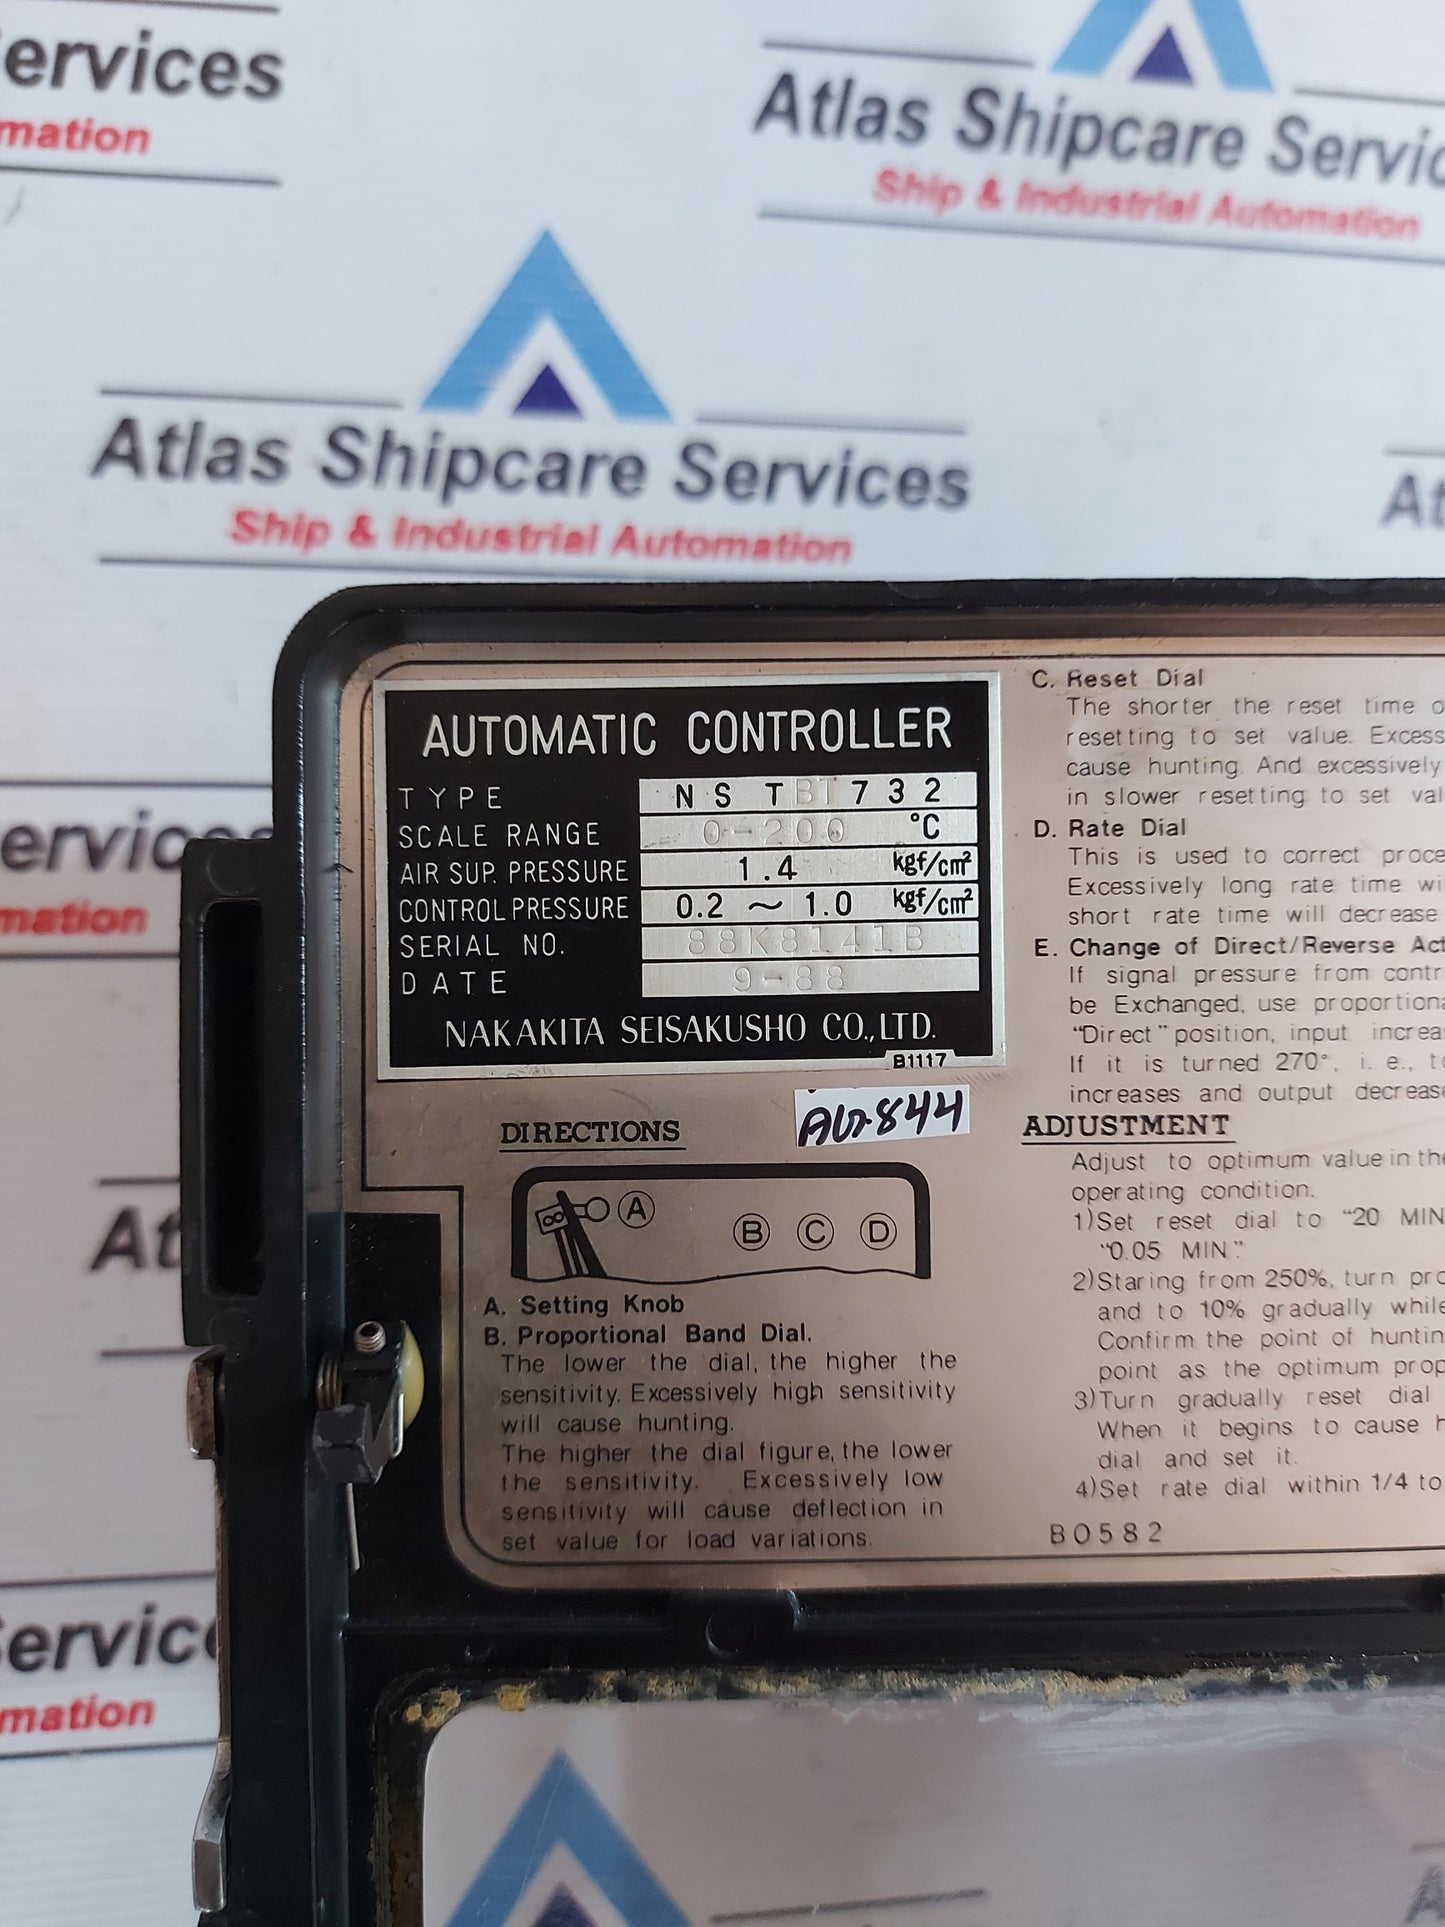 ervices
mation
Atlas Shipcare Servic
Ship & Industrial Automation
Atlas Shipcare Services
Ship & Industrial Automation
At
ervic
mation
At
ervic
mation
AUTOMATIC CONTROLLER
TYPE NSTBT732
SCALE RANGE 0-200 °C
AIR SUP. PRESSURE 1.4 kgf/cm²
CONTROL PRESSURE 0.2 ~ 1.0 kgf/cm²
SERIAL NO. 88K8141B
DATE 9-88
NAKAKITA SEISAKUSHO CO., LTD.
B1117
DIRECTIONS
A B C D
A. Setting Knob
B. Proportional Band Dial.
The lower the dial, the higher the
sensitivity. Excessively high sensitivity
will cause hunting.
The higher the dial figure, the lower
the sensitivity. Excessively low
sensitivity will cause deflection in
set value for load variations.
C. Reset Dial
The shorter the reset time o
resetting to set value. Excess
cause hunting. And excessively
in slower resetting to set val
D. Rate Dial
This is used to correct proce
Excessively long rate time wi
short rate time will decrease
E. Change of Direct/Reverse Act
If signal pressure from contr
be Exchanged, use proportiona
“Direct” position, input increa
If it is turned 270°, i. e., to
increases and output decrease
ADJUSTMENT
Adjust to optimum value in the
operating condition.
1) Set reset dial to “20 MIN
“0.05 MIN”.
2) Staring from 250%, turn pro
and to 10% gradually while
Confirm the point of huntin
point as the optimum prop
3) Turn gradually reset dial
When it begins to cause h
dial and set it.
4) Set rate dial within 1/4 to
B0582